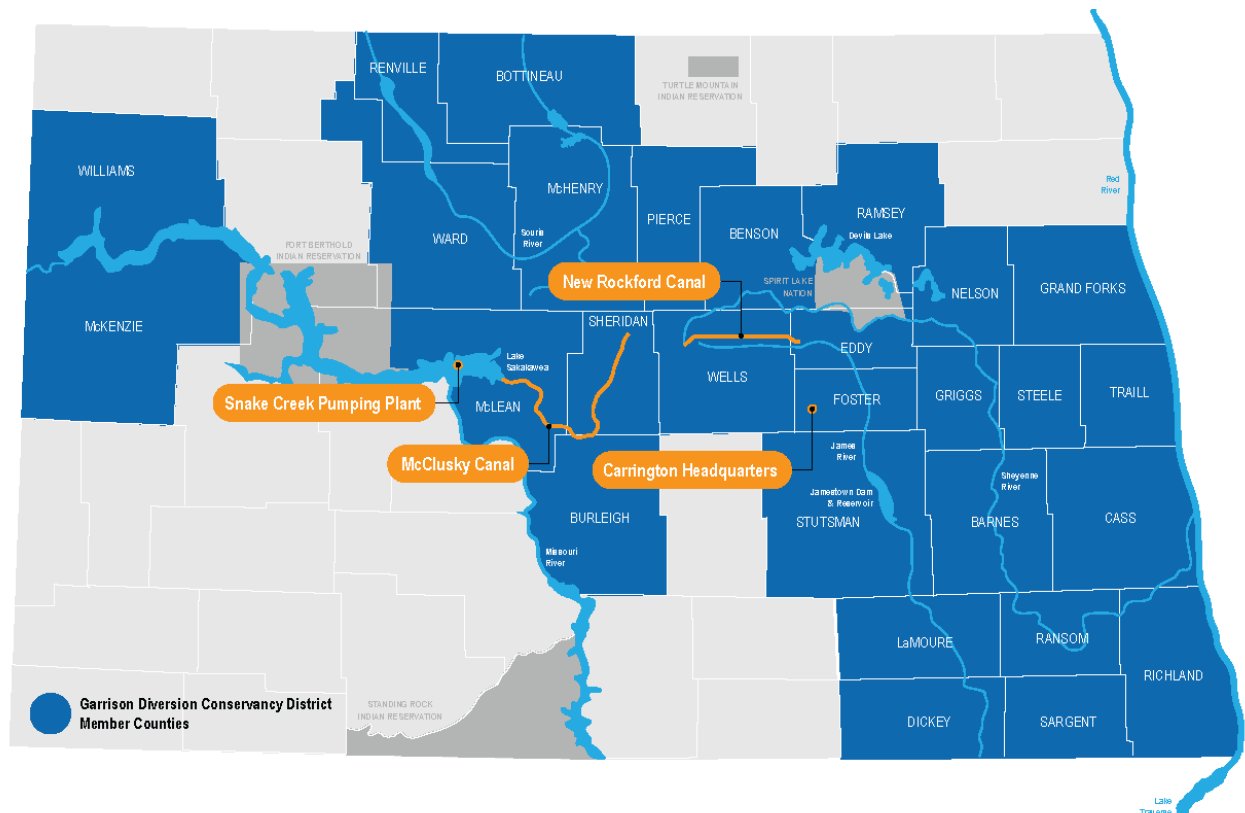 RENVILLE
BOTTINEAU
TURTLE MOUNTAIN
INDIAN RESERVATION
WILLIAMS
McHENRY
Red
River
PIERCE
RAMSEY
Devils Lake
WARD
Souris
River
BENSON
FORT BERTHOLD
INDIAN RESERVATION
New Rockford Canal
SPIRIT LAKE
NATION
NELSON
GRAND FORKS
McKENZIE
SHERIDAN
EDDY
Lake
Sakakawea
WELLS
Snake Creek Pumping Plant
McLEAN
FOSTER
GRIGGS
STEELE
TRAILL
McClusky Canal
Carrington Headquarters
James
River
Sheyenne
River
Jamestown Dam
& Reservoir
BURLEIGH
STUTSMAN
BARNES
CASS
Missouri
River
LaMOURE
RANSOM
RICHLAND
Garrison Diversion Conservancy District
Member Counties
STANDING ROCK
INDIAN RESERVATION
DICKEY
SARGENT
Lake
Traverse